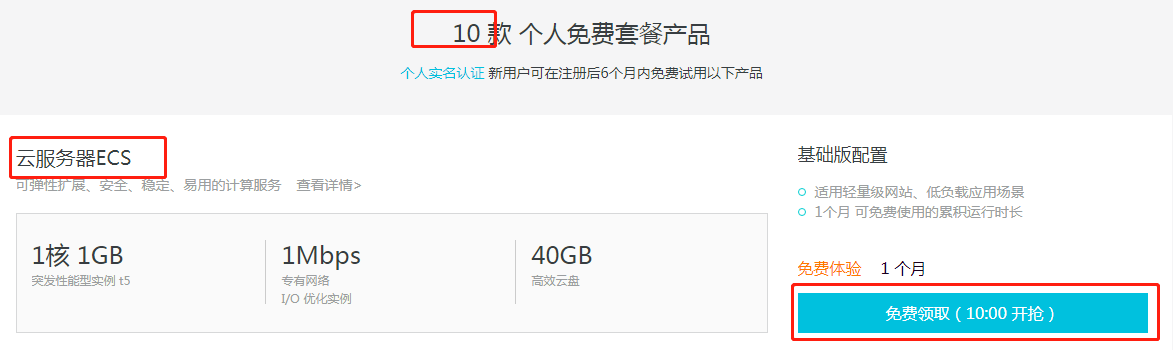 10 款 个人免费套餐产品
个人实名认证 新用户可在注册后6个月内免费试用以下产品
云服务器ECS
可弹性扩展、安全、稳定、易用的计算服务 查看详情>
1核 1GB
突发性能型实例 t5
1Mbps
专有网络
I/O 优化实例
40GB
高效云盘
基础版配置
适用轻量级网站、低负载应用场景
1个月 可免费使用的累积运行时长
免费体验 1 个月
免费领取（10:00 开抢）